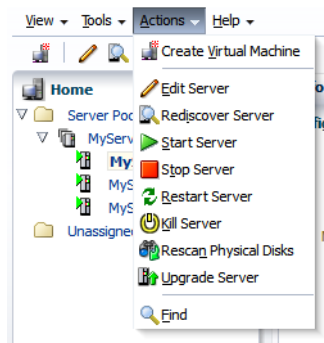 View Tools Actions Help
Create Virtual Machine
Home
Edit Server
Server Poo
Rediscover Server
MyServ
Start Server
My
Stop Server
MyS
Restart Server
MyS
Kill Server
Unassigne
Rescan Physical Disks
Upgrade Server
Find